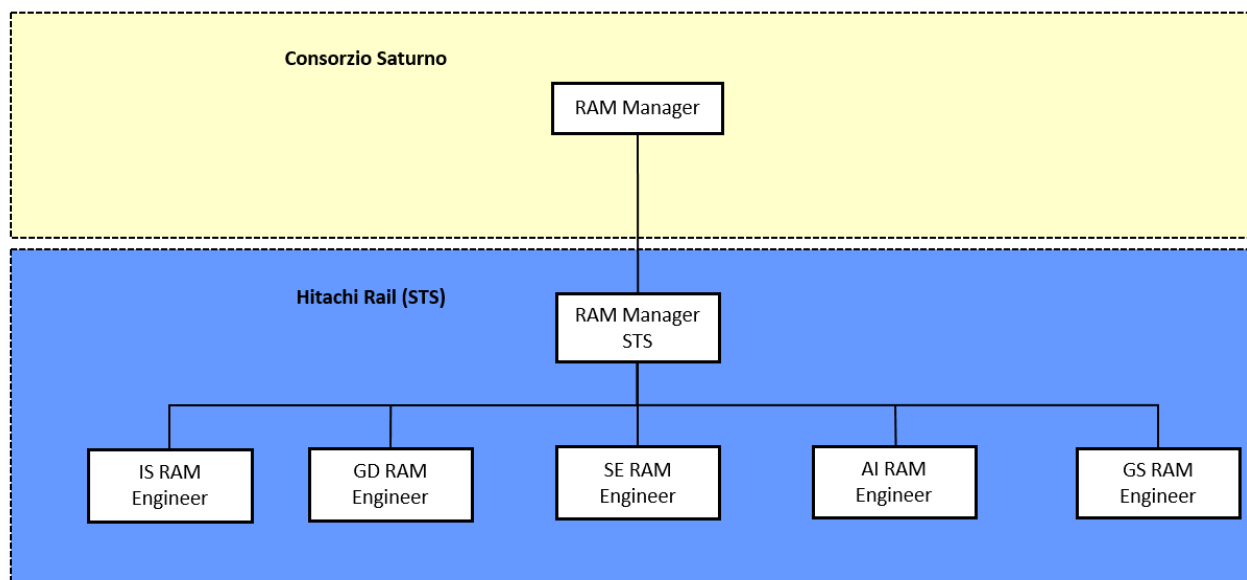 Consorzio Saturno
RAM Manager
Hitachi Rail (STS)
RAM Manager
STS
IS RAM
Engineer
GD RAM
Engineer
SE RAM
Engineer
AI RAM
Engineer
GS RAM
Engineer